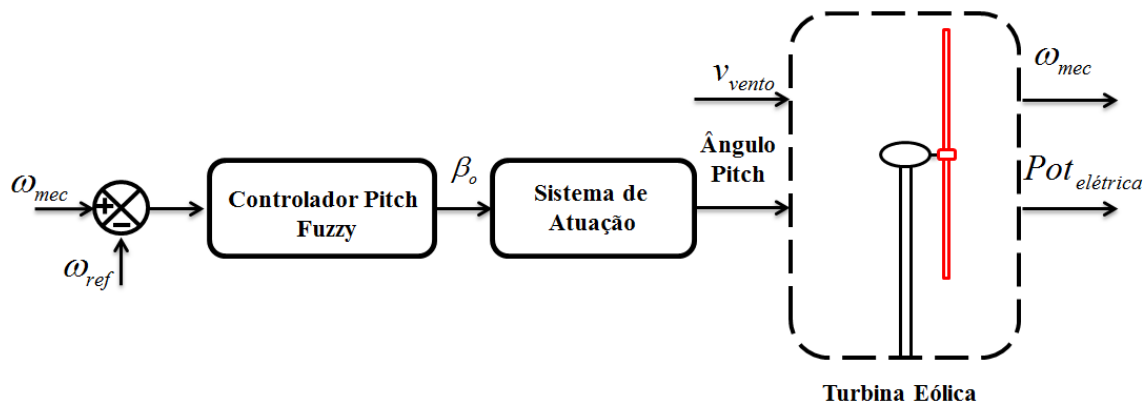 ω_mec
+
−
ω_ref
Controlador Pitch
Fuzzy
β_o
Sistema de
Atuação
v_vento
Ângulo
Pitch
ω_mec
Pot_elétrica
Turbina Eólica